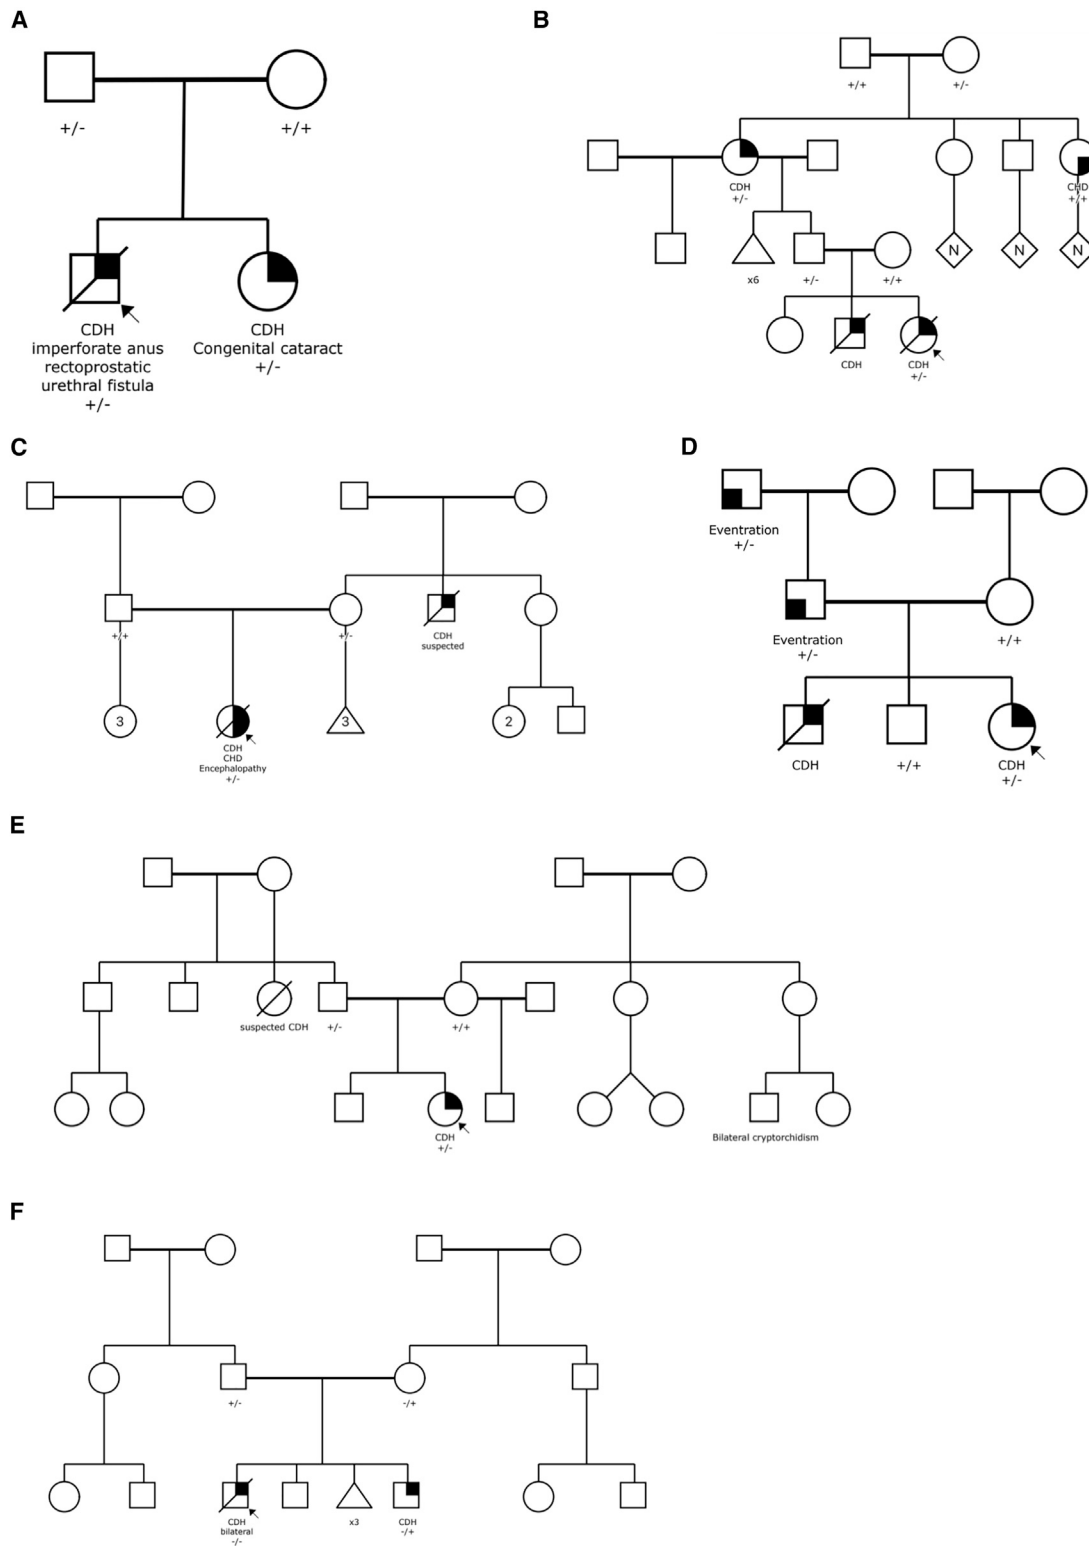 A
+/-
+/+
CDH
imperforate anus
rectoprostatic
urethral fistula
+/-
CDH
Congenital cataract
+/-
B
+/+
+/-
CDH
+/-
CHD
+/+
x6
+/-
+/+
N
N
N
CDH
CDH
+/-
C
+/+
+/-
CDH
suspected
3
CDH
CHD
Encephalopathy
+/-
3
2
D
Eventration
+/-
Eventration
+/-
+/+
CDH
+/+
CDH
+/-
E
suspected CDH
+/-
+/+
CDH
+/-
Bilateral cryptorchidism
F
+/-
-/+
CDH
bilateral
-/-
x3
CDH
-/+